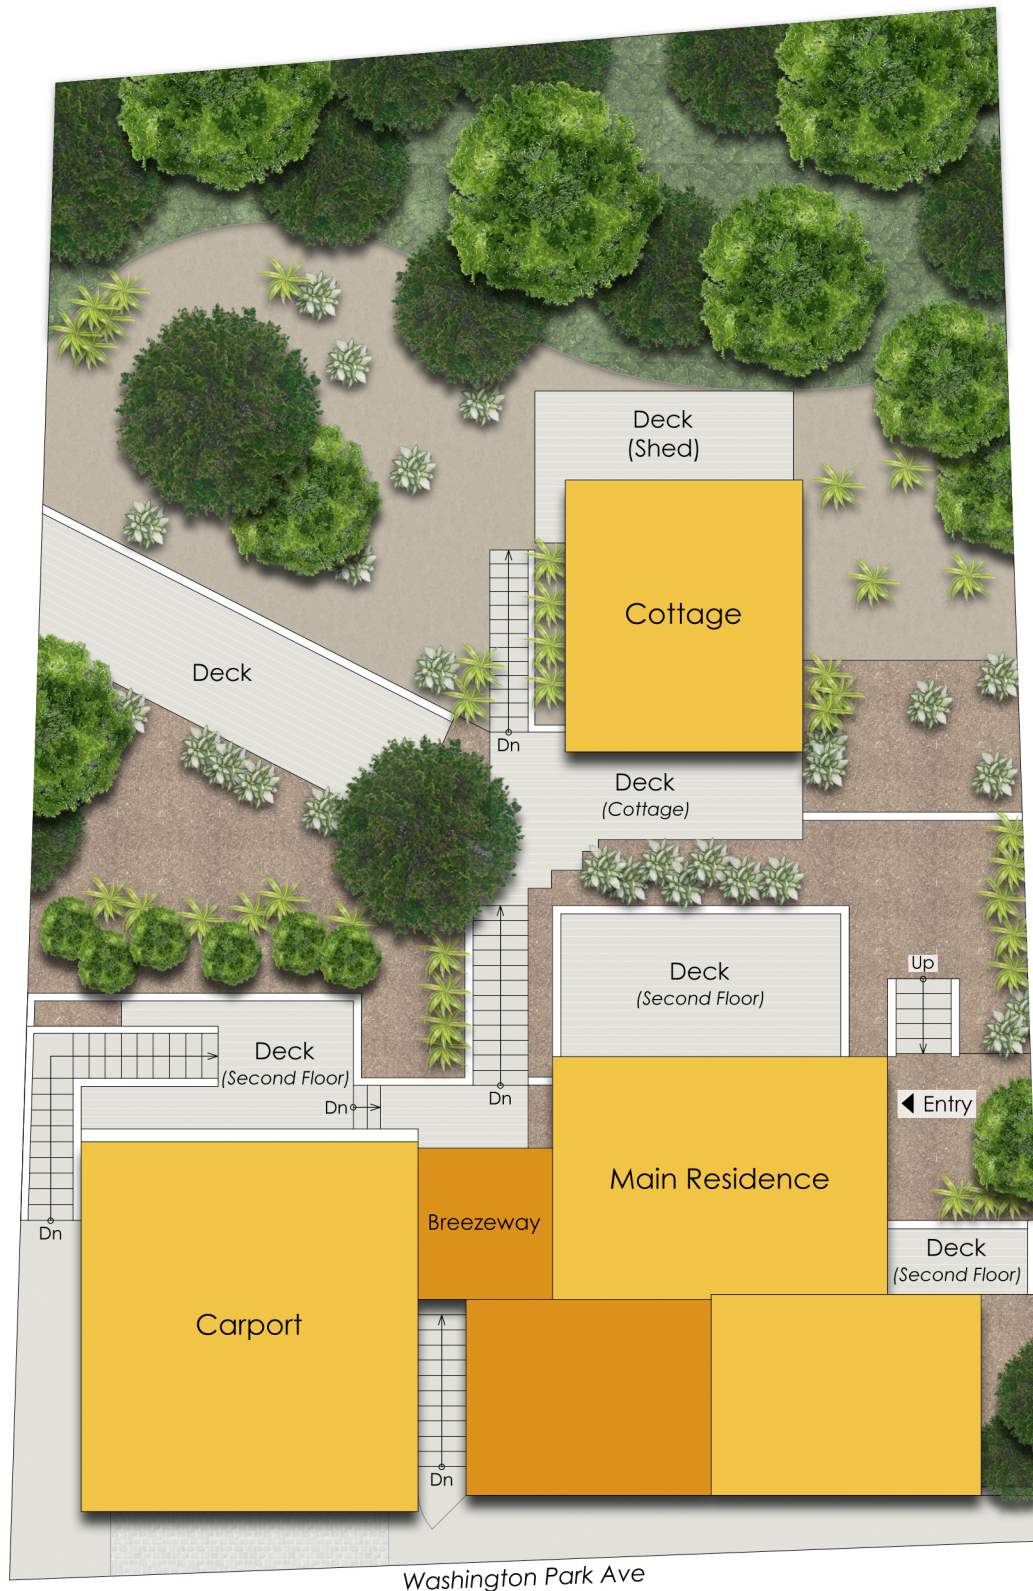 Deck
(Shed)
Cottage
Deck
Dn
Deck
(Cottage)
Up
Deck
(Second Floor)
Deck
(Second Floor)
Dn
Dn
Entry
Main Residence
Breezeway
Dn
Deck
(Second Floor)
Carport
Dn
Washington Park Ave